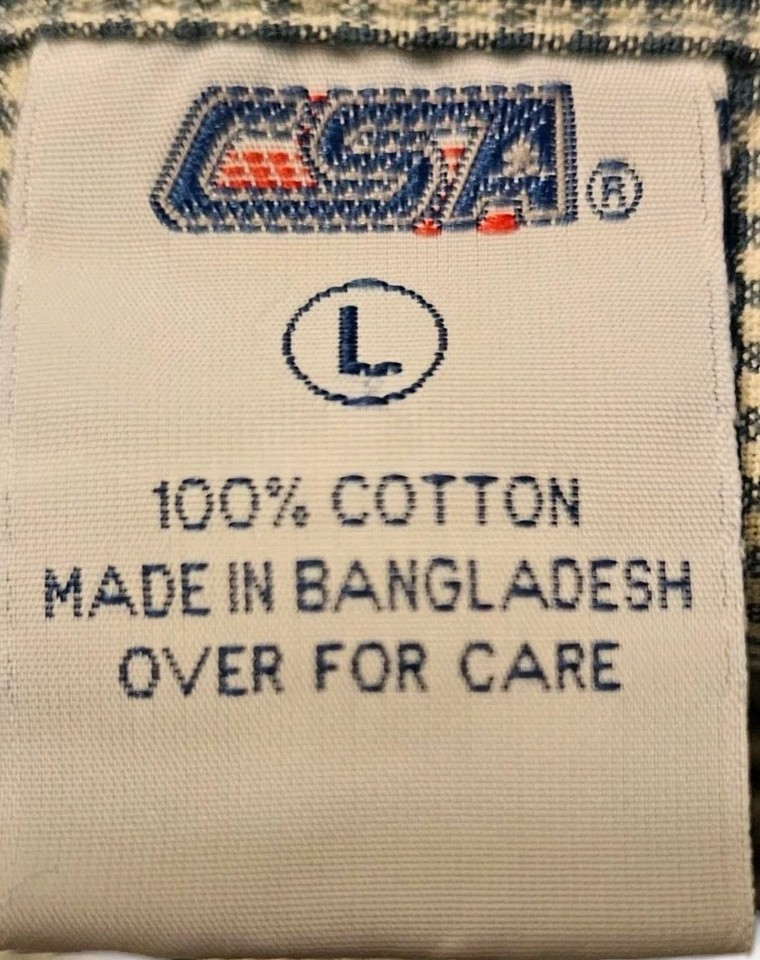 CSA®
L
100% COTTON
MADE IN BANGLADESH
OVER FOR CARE